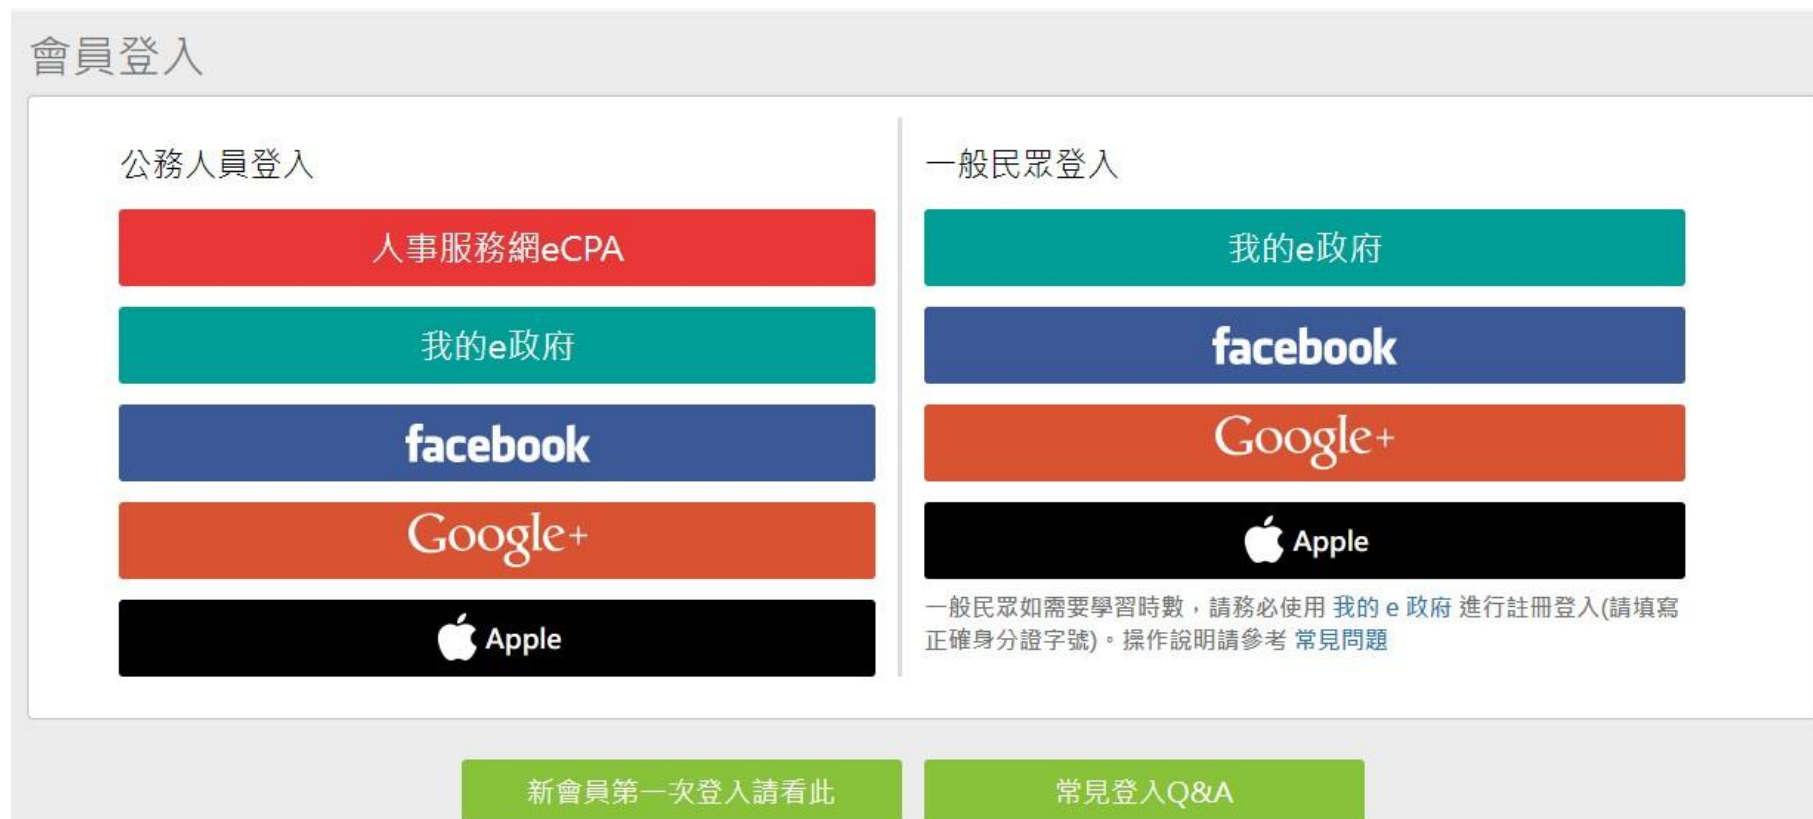 會員登入
公務人員登入
人事服務網eCPA
我的e政府
facebook
Google+
Apple
一般民眾登入
我的e政府
facebook
Google+
Apple
一般民眾如需要學習時數，請務必使用 我的 e 政府 進行註冊登入(請填寫
正確身分證字號)。操作說明請參考 常見問題
新會員第一次登入請看此
常見登入Q&A